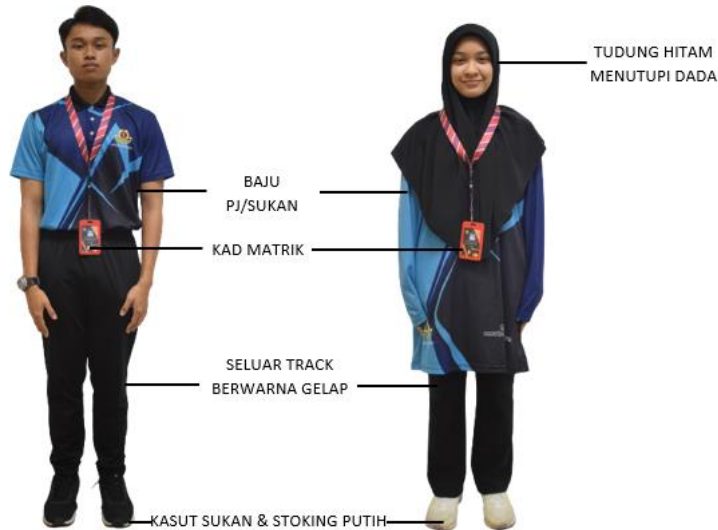 TUDUNG HITAM
MENUTUPI DADA
BAJU
PJ/SUKAN
KAD MATRIK
SELUAR TRACK
BERWARNA GELAP
KASUT SUKAN & STOKING PUTIH